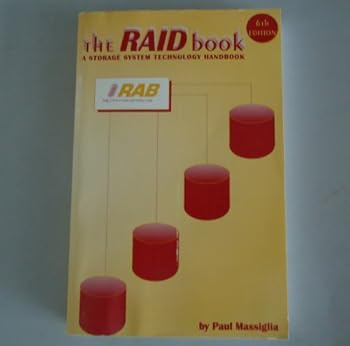 THE RAID book
6th
EDITION
A STORAGE SYSTEM TECHNOLOGY HANDBOOK
RAB
by Paul Massiglia